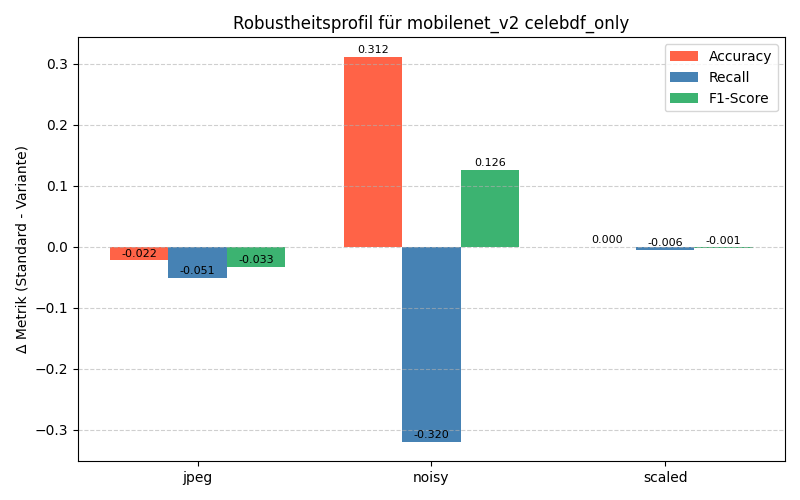 Robustheitsprofil für mobilenet_v2 celebdf_only
Δ Metrik (Standard - Variante)
0.3
0.2
0.1
0.0
−0.1
−0.2
−0.3
Accuracy
Recall
F1-Score
-0.022
-0.051
-0.033
0.312
-0.320
0.126
0.000
-0.006
-0.001
jpeg
noisy
scaled